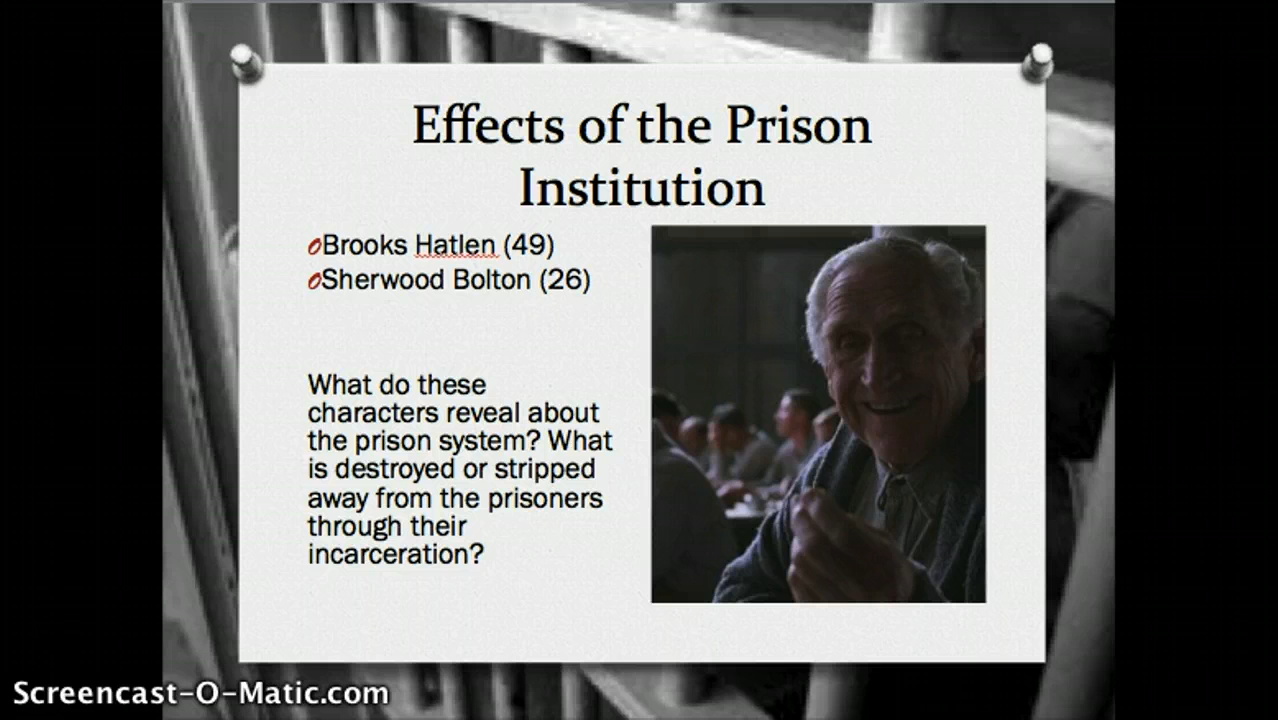 Effects of the Prison
Institution
Brooks Hatlen (49)
Sherwood Bolton (26)
What do these
characters reveal about
the prison system? What
is destroyed or stripped
away from the prisoners
through their
incarceration?
Screencast-O-Matic.com